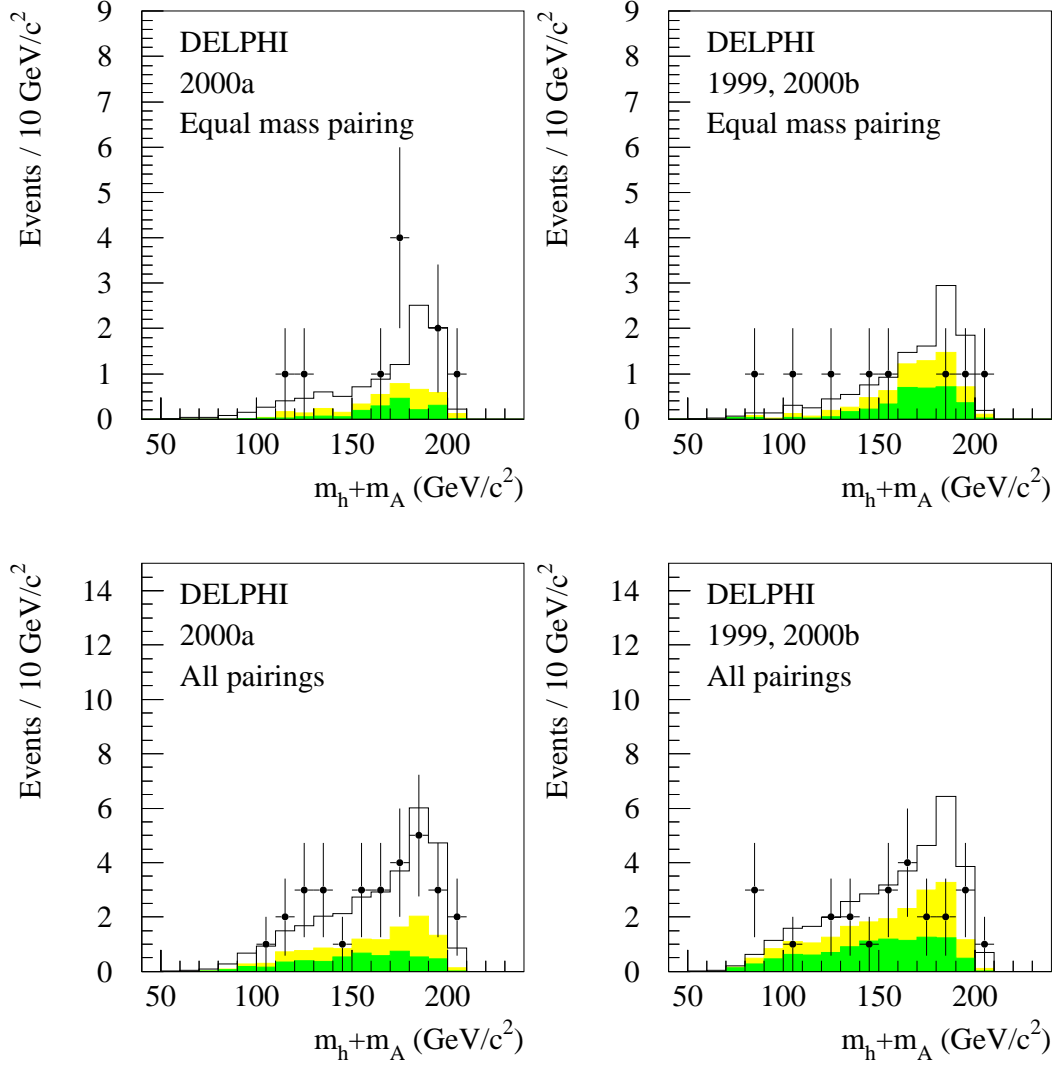 Events / 10 GeV/c²
9
8
7
6
5
4
3
2
1
0
DELPHI
2000a
Equal mass pairing
50 100 150 200
m_h+m_A (GeV/c²)
Events / 10 GeV/c²
9
8
7
6
5
4
3
2
1
0
DELPHI
1999, 2000b
Equal mass pairing
50 100 150 200
m_h+m_A (GeV/c²)
Events / 10 GeV/c²
14
12
10
8
6
4
2
0
DELPHI
2000a
All pairings
50 100 150 200
m_h+m_A (GeV/c²)
Events / 10 GeV/c²
14
12
10
8
6
4
2
0
DELPHI
1999, 2000b
All pairings
50 100 150 200
m_h+m_A (GeV/c²)